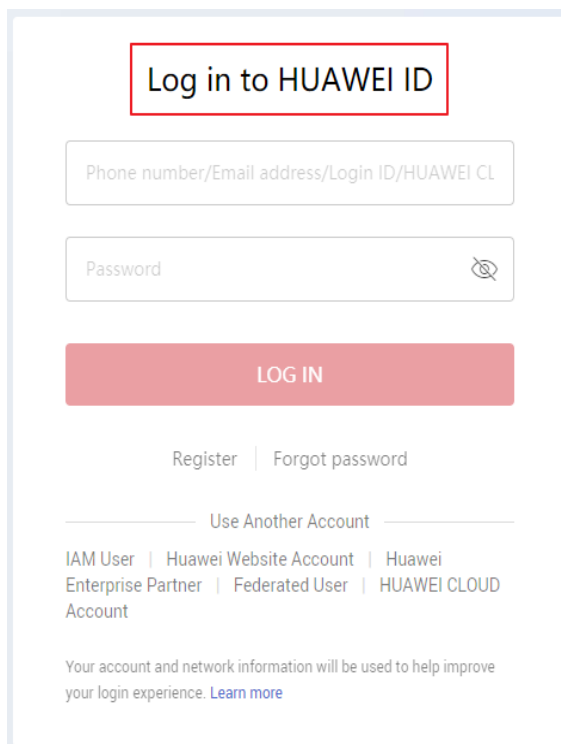 Log in to HUAWEI ID
Phone number/Email address/Login ID/HUAWEI CL
Password
LOG IN
Register | Forgot password
Use Another Account
IAM User | Huawei Website Account | Huawei
Enterprise Partner | Federated User | HUAWEI CLOUD
Account
Your account and network information will be used to help improve
your login experience. Learn more